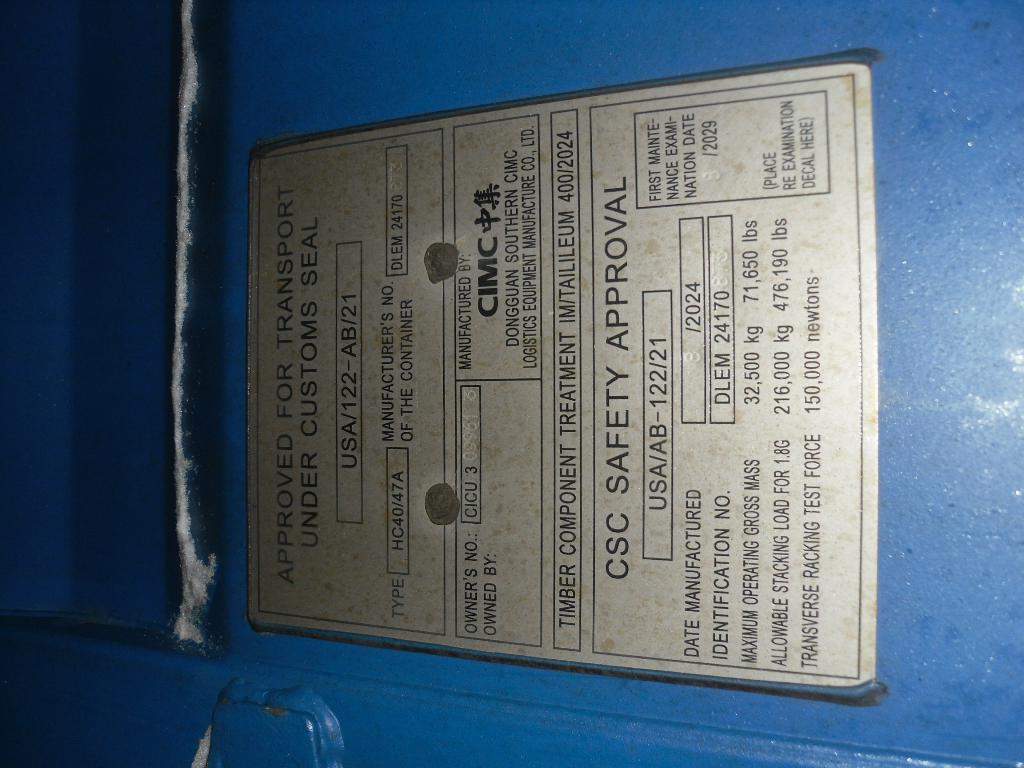 APPROVED FOR TRANSPORT
UNDER CUSTOMS SEAL
USA/122-AB/21
TYPE HC40/47A MANUFACTURER'S NO. OF THE CONTAINER DLEM 24170
OWNER'S NO.: CICU 3
OWNED BY:
MANUFACTURED BY:
CIMC 中集
DONGGUAN SOUTHERN CIMC
LOGISTICS EQUIPMENT MANUFACTURE CO., LTD.
TIMBER COMPONENT TREATMENT IM/TAILILEUM 400/2024
CSC SAFETY APPROVAL
USA/AB-122/21
DATE MANUFACTURED 8 /2024
IDENTIFICATION NO. DLEM 24170
MAXIMUM OPERATING GROSS MASS 32,500 kg 71,650 lbs
ALLOWABLE STACKING LOAD FOR 1.8G 216,000 kg 476,190 lbs
TRANSVERSE RACKING TEST FORCE 150,000 newtons
FIRST MAINTE-
NANCE EXAMI-
NATION DATE
8 /2029
(PLACE
RE EXAMINATION
DECAL HERE)